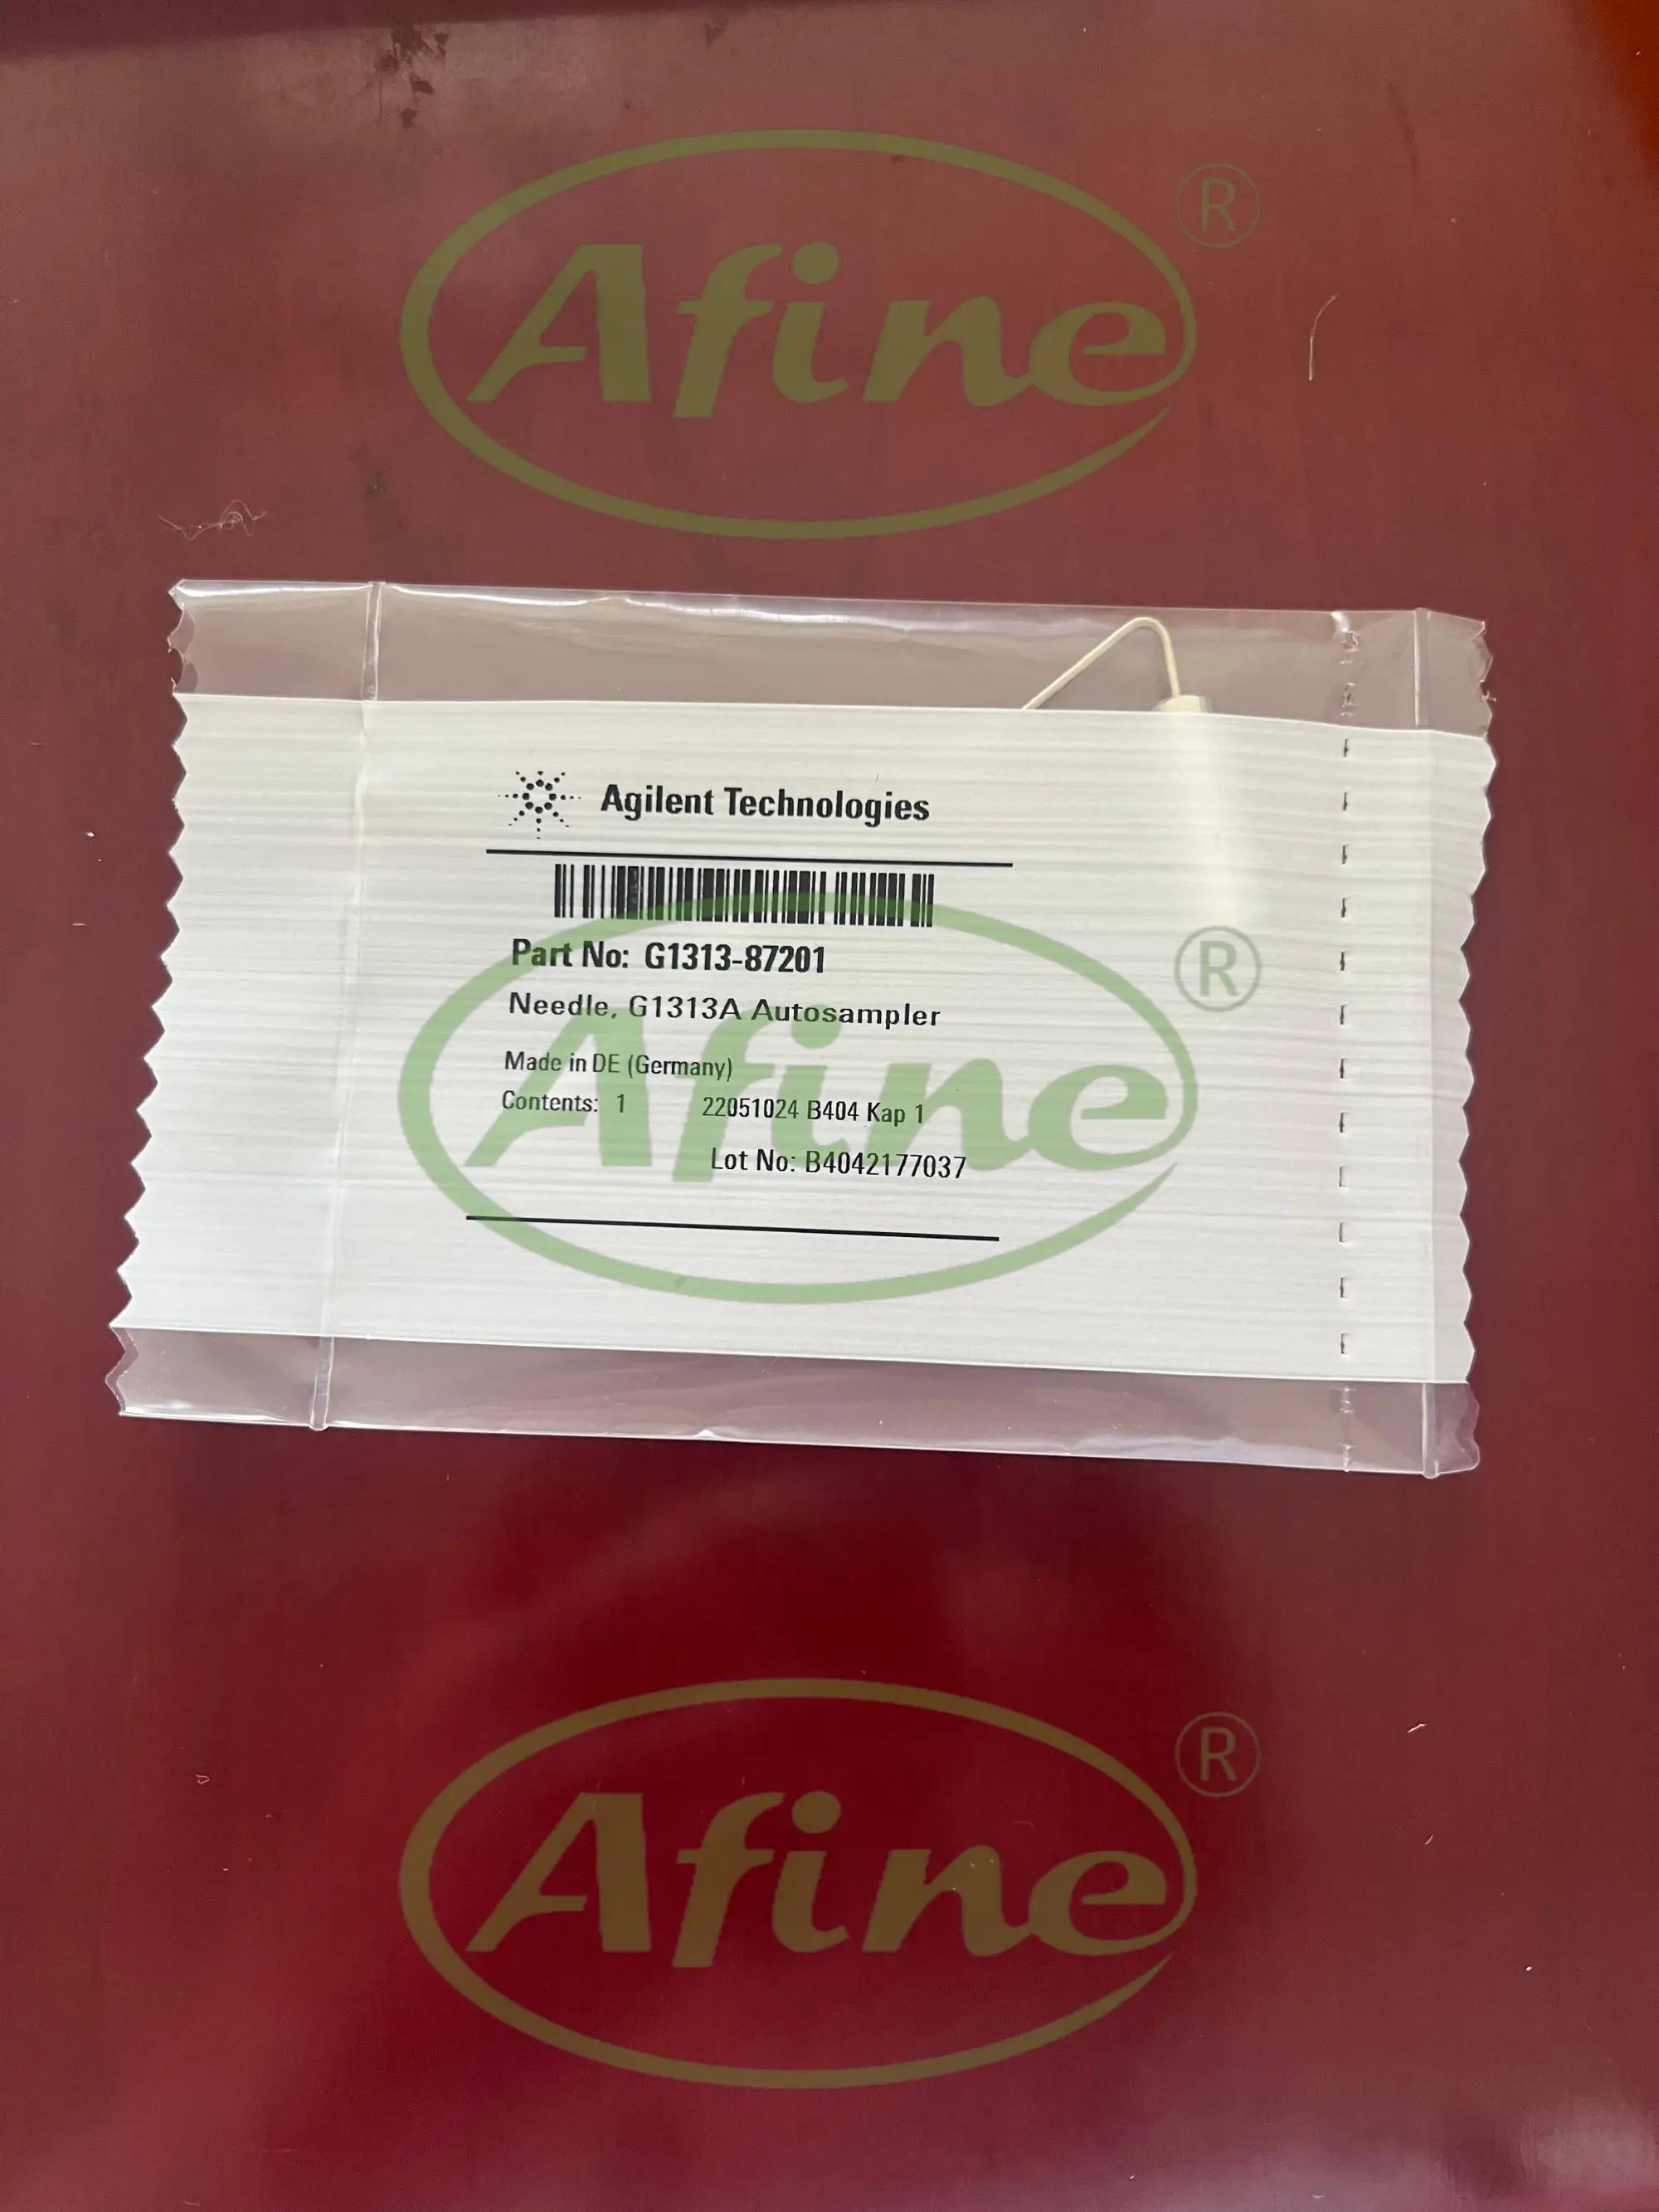 Afine ®
Agilent Technologies
Part No: G1313-87201
Needle, G1313A Autosampler
Made in DE (Germany)
Contents: 1 22051024 B404 Kap 1
Lot No: B4042177037
Afine ®
Afine ®